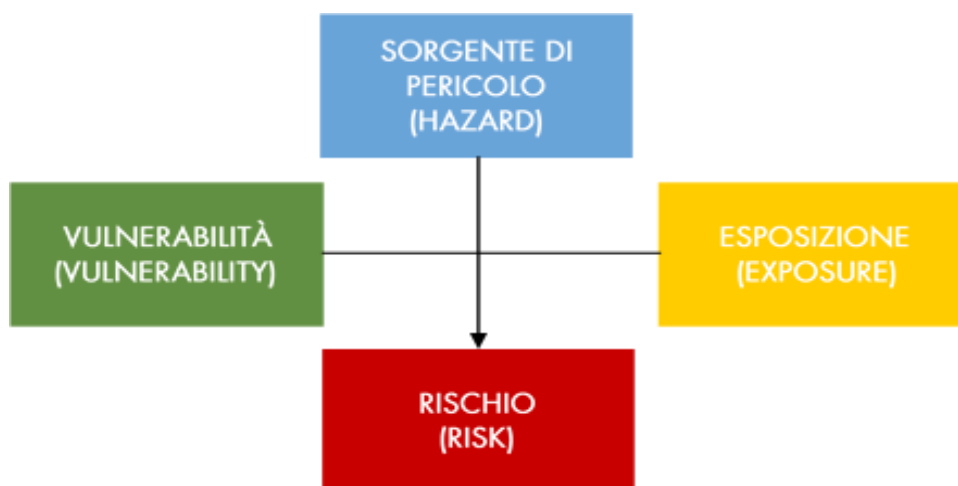 SORGENTE DI
PERICOLO
(HAZARD)
VULNERABILITÀ
(VULNERABILITY)
ESPOSIZIONE
(EXPOSURE)
RISCHIO
(RISK)